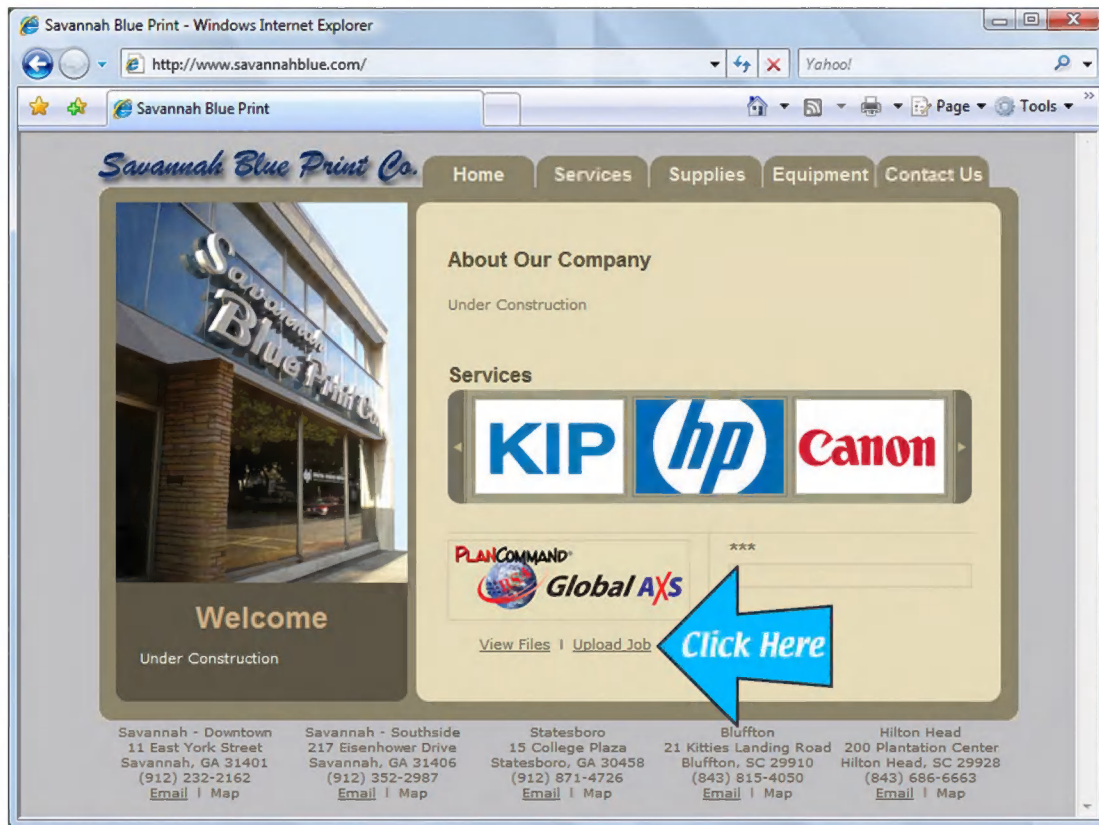 Savannah Blue Print - Windows Internet Explorer
http://www.savannahblue.com/
Yahoo!
Savannah Blue Print
Page
Tools
Savannah Blue Print Co.
Home
Services
Supplies
Equipment
Contact Us
Savannah
Blue Print Co.
About Our Company
Under Construction
Services
KIP
hp
Canon
PLANCOMMAND
Global AXS
***
View Files | Upload Job
Click Here
Welcome
Under Construction
Savannah - Downtown
11 East York Street
Savannah, GA 31401
(912) 232-2162
Email | Map
Savannah - Southside
217 Eisenhower Drive
Savannah, GA 31406
(912) 352-2987
Email | Map
Statesboro
15 College Plaza
Statesboro, GA 30458
(912) 871-4726
Email | Map
Bluffton
21 Kitties Landing Road
Bluffton, SC 29910
(843) 815-4050
Email | Map
Hilton Head
200 Plantation Center
Hilton Head, SC 29928
(843) 686-6663
Email | Map